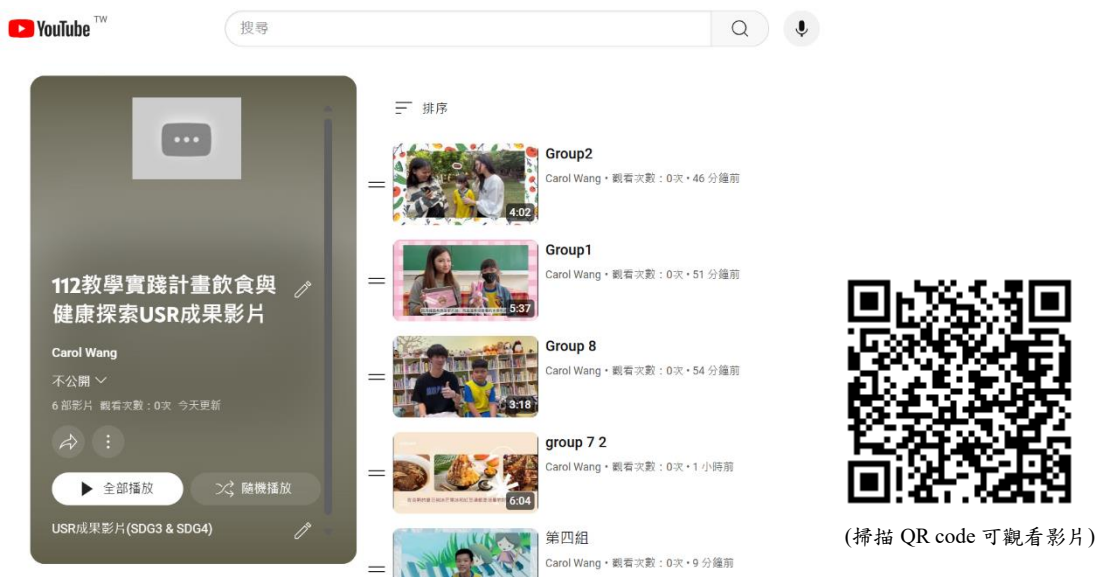 YouTube TW
搜尋
排序
112教學實踐計畫飲食與
健康探索USR成果影片
Carol Wang
不公開
6 部影片 觀看次數：0次 今天更新
全部播放
隨機播放
USR成果影片(SDG3 & SDG4)
Group2
Carol Wang • 觀看次數：0次 • 46 分鐘前
4:02
Group1
Carol Wang • 觀看次數：0次 • 51 分鐘前
5:37
Group 8
Carol Wang • 觀看次數：0次 • 54 分鐘前
3:18
group 7 2
Carol Wang • 觀看次數：0次 • 1 小時前
6:04
第四組
Carol Wang • 觀看次數：0次 • 9 分鐘前
(掃描 QR code 可觀看影片)